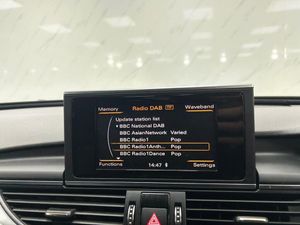 Memory Radio DAB TP Waveband
Update station list
BBC National DAB
BBC AsianNetwork Varied
BBC Radio1 Pop
BBC Radio1Anth... Pop
BBC Radio1Dance Pop
Functions 14:47 Settings